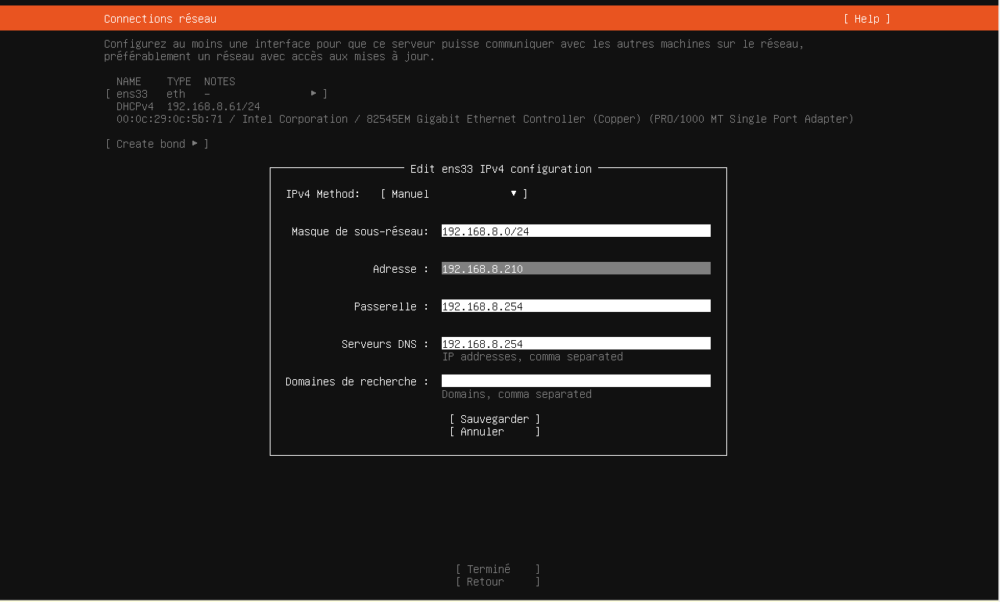 Connections réseau [ Help ]
Configurez au moins une interface pour que ce serveur puisse communiquer avec les autres machines sur le réseau,
préférablement un réseau avec accès aux mises à jour.
NAME TYPE NOTES
[ ens33 eth – ▸ ]
DHCPv4 192.168.8.61/24
00:0c:29:0c:5b:71 / Intel Corporation / 82545EM Gigabit Ethernet Controller (Copper) (PRO/1000 MT Single Port Adapter)
[ Create bond ▸ ]
Edit ens33 IPv4 configuration
IPv4 Method: [ Manuel ▾ ]
Masque de sous-réseau: 192.168.8.0/24
Adresse : 192.168.8.210
Passerelle : 192.168.8.254
Serveurs DNS : 192.168.8.254
IP addresses, comma separated
Domaines de recherche :
Domains, comma separated
[ Sauvegarder ]
[ Annuler ]
[ Terminé ]
[ Retour ]